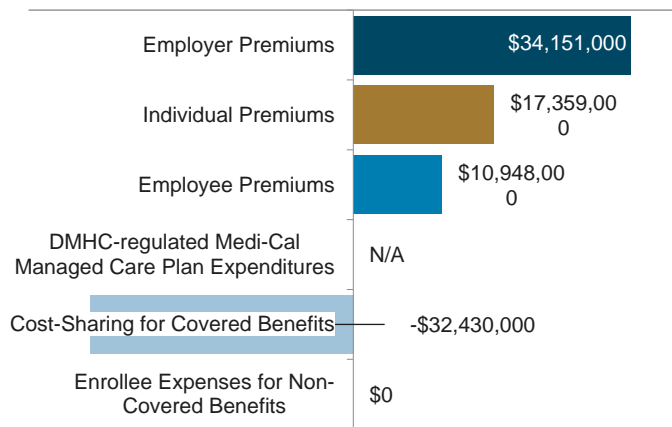 Employer Premiums
$34,151,000
Individual Premiums
$17,359,00
0
Employee Premiums
$10,948,00
0
DMHC-regulated Medi-Cal
Managed Care Plan Expenditures
N/A
Cost-Sharing for Covered Benefits
-$32,430,000
Enrollee Expenses for Non-
Covered Benefits
$0